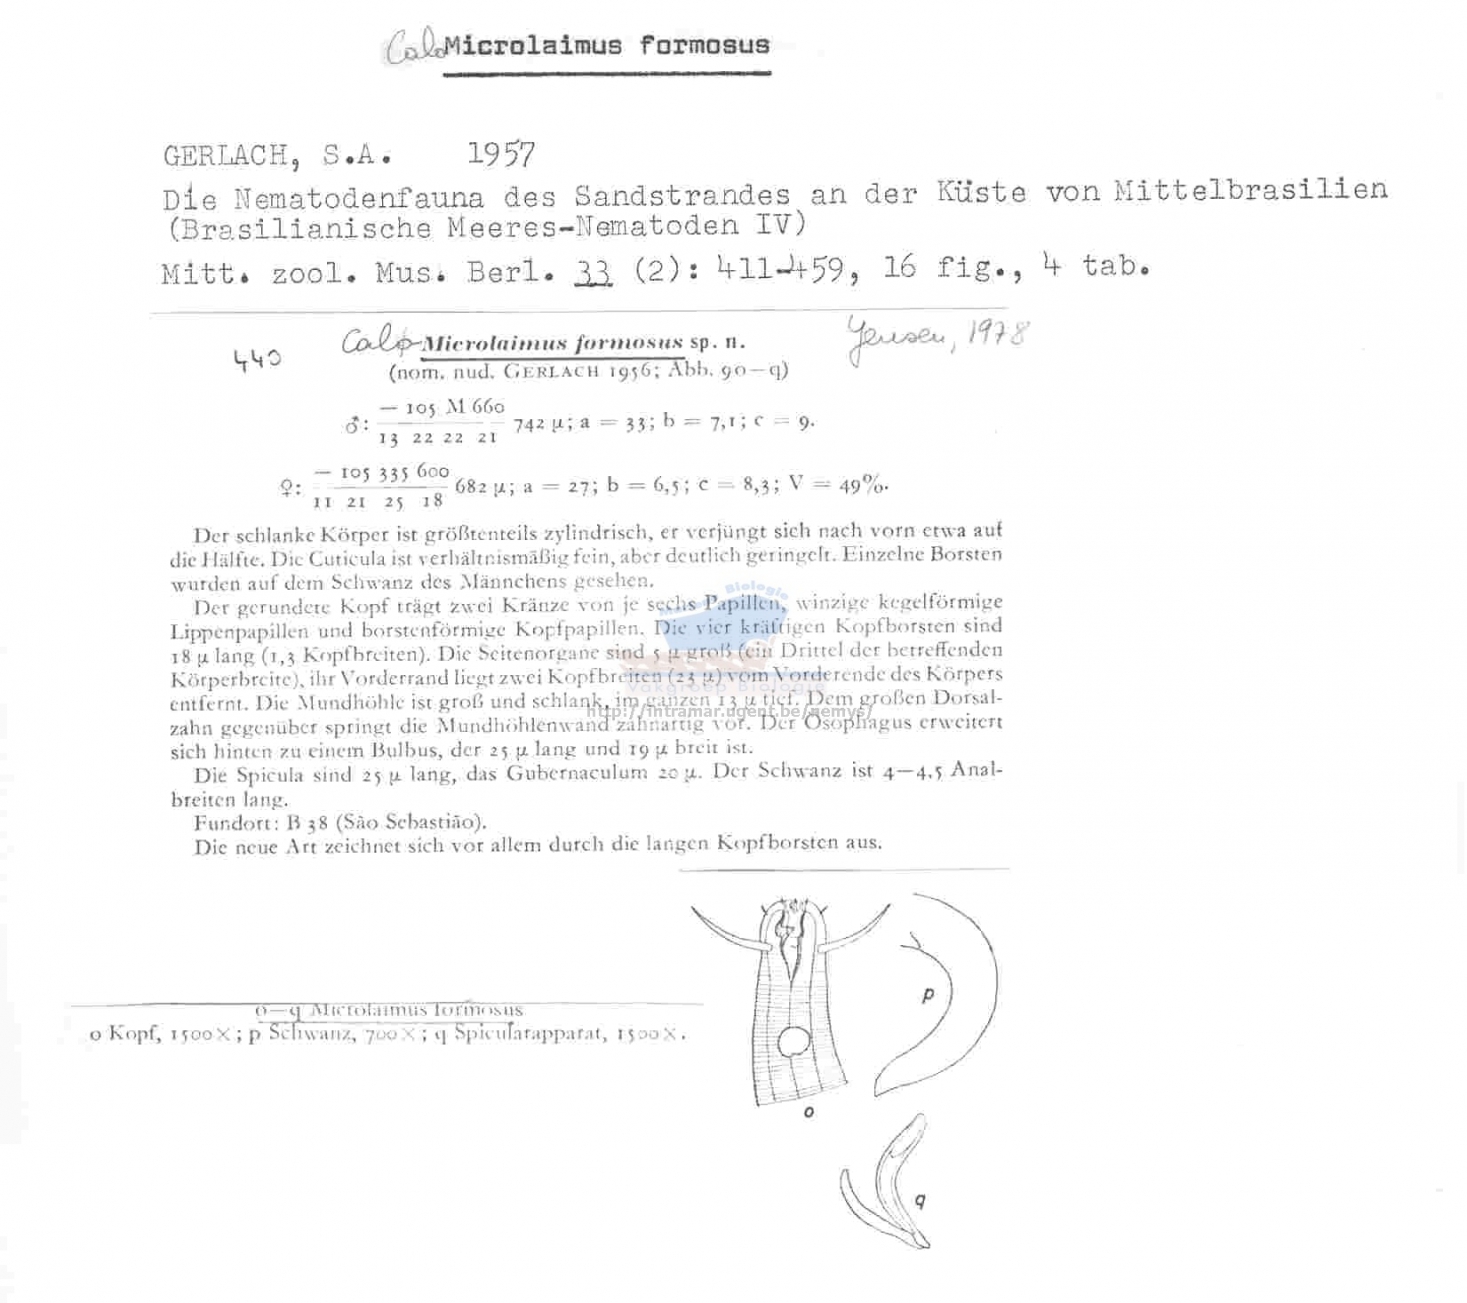 CaloMicrolaimus formosus
GERLACH, S.A. 1957
Die Nematodenfauna des Sandstrandes an der Küste von Mittelbrasilien
(Brasilianische Meeres-Nematoden IV)
Mitt. zool. Mus. Berl. 33 (2): 411-459, 16 fig., 4 tab.
440 Calo-Microlaimus formosus sp. n. Jensen, 1978
(nom. nud. GERLACH 1956; Abb. 90—q)
— 105 M 660
♂: 742 µ; a = 33; b = 7,1; c = 9.
13 22 22 21
— 105 335 600
♀: 682 µ; a = 27; b = 6,5; c = 8,3; V = 49%.
11 21 25 18
Der schlanke Körper ist größtenteils zylindrisch, er verjüngt sich nach vorn etwa auf
die Hälfte. Die Cuticula ist verhältnismäßig fein, aber deutlich geringelt. Einzelne Borsten
wurden auf dem Schwanz des Männchens gesehen.
Der gerundete Kopf trägt zwei Kränze von je sechs Papillen, winzige kegelförmige
Lippenpapillen und borstenförmige Kopfpapillen. Die vier kräftigen Kopfborsten sind
18 µ lang (1,3 Kopfbreiten). Die Seitenorgane sind 5 µ groß (ein Drittel der betreffenden
Körperbreite), ihr Vorderrand liegt zwei Kopfbreiten (23 µ) vom Vorderende des Körpers
entfernt. Die Mundhöhle ist groß und schlank, im ganzen 13 µ tief. Dem großen Dorsal-
zahn gegenüber springt die Mundhöhlenwand zahnartig vor. Der Ösophagus erweitert
sich hinten zu einem Bulbus, der 25 µ lang und 19 µ breit ist.
Die Spicula sind 25 µ lang, das Gubernaculum 20 µ. Der Schwanz ist 4—4,5 Anal-
breiten lang.
Fundort: B 38 (São Sebastião).
Die neue Art zeichnet sich vor allem durch die langen Kopfborsten aus.
Biologie
Vakgroep Biologie
http://intramar.ugent.be/nemys/
o—q Microlaimus formosus
o Kopf, 1500×; p Schwanz, 700×; q Spicularapparat, 1500×.
p
o
q